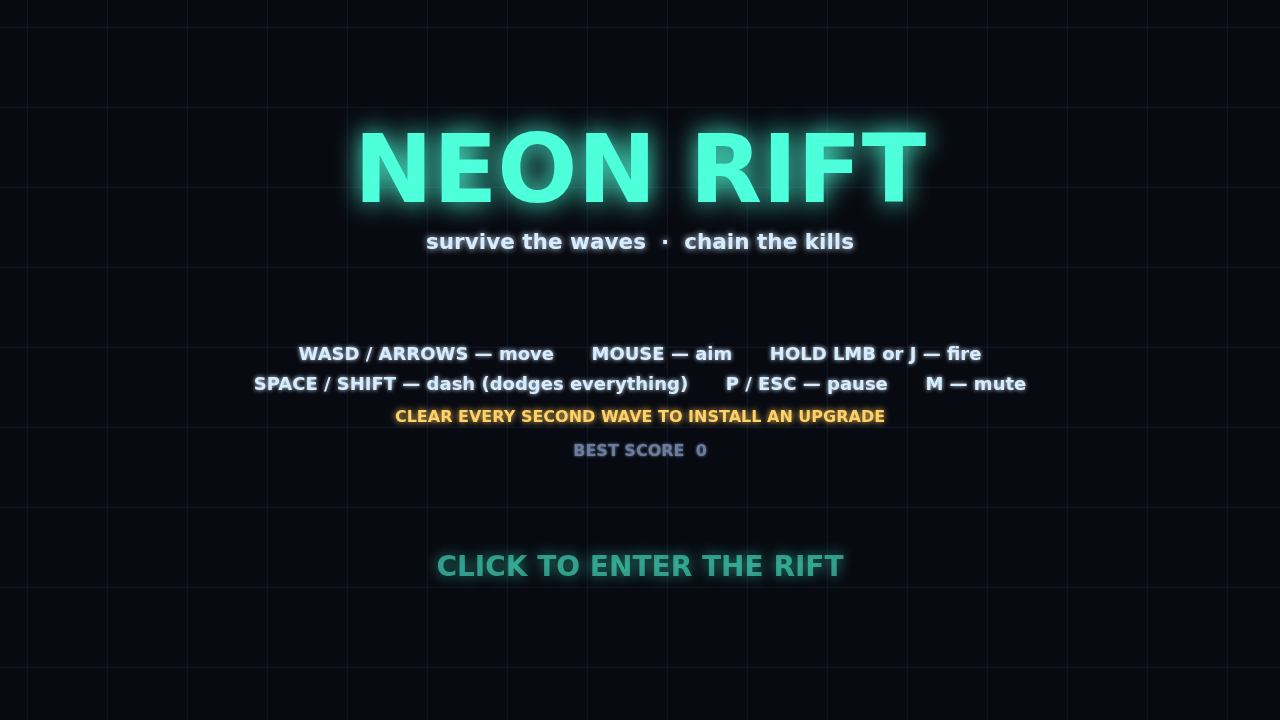 NEON RIFT
survive the waves · chain the kills
WASD / ARROWS — move MOUSE — aim HOLD LMB or J — fire
SPACE / SHIFT — dash (dodges everything) P / ESC — pause M — mute
CLEAR EVERY SECOND WAVE TO INSTALL AN UPGRADE
BEST SCORE 0
CLICK TO ENTER THE RIFT